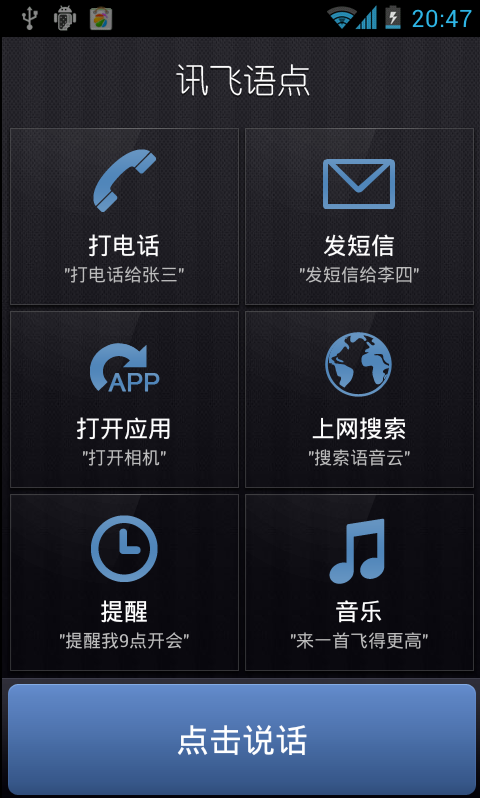 20:47
讯飞语点
打电话
"打电话给张三"
发短信
"发短信给李四"
APP
打开应用
"打开相机"
上网搜索
"搜索语音云"
提醒
"提醒我9点开会"
音乐
"来一首飞得更高"
点击说话